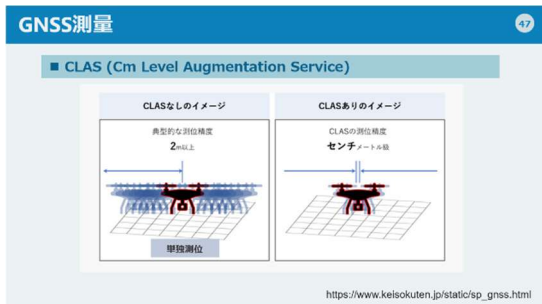 GNSS測量
47
■ CLAS (Cm Level Augmentation Service)
CLASなしのイメージ
CLASありのイメージ
典型的な測位精度
2m以上
CLASの測位精度
センチメートル級
単独測位
https://www.keisokuten.jp/static/sp_gnss.html